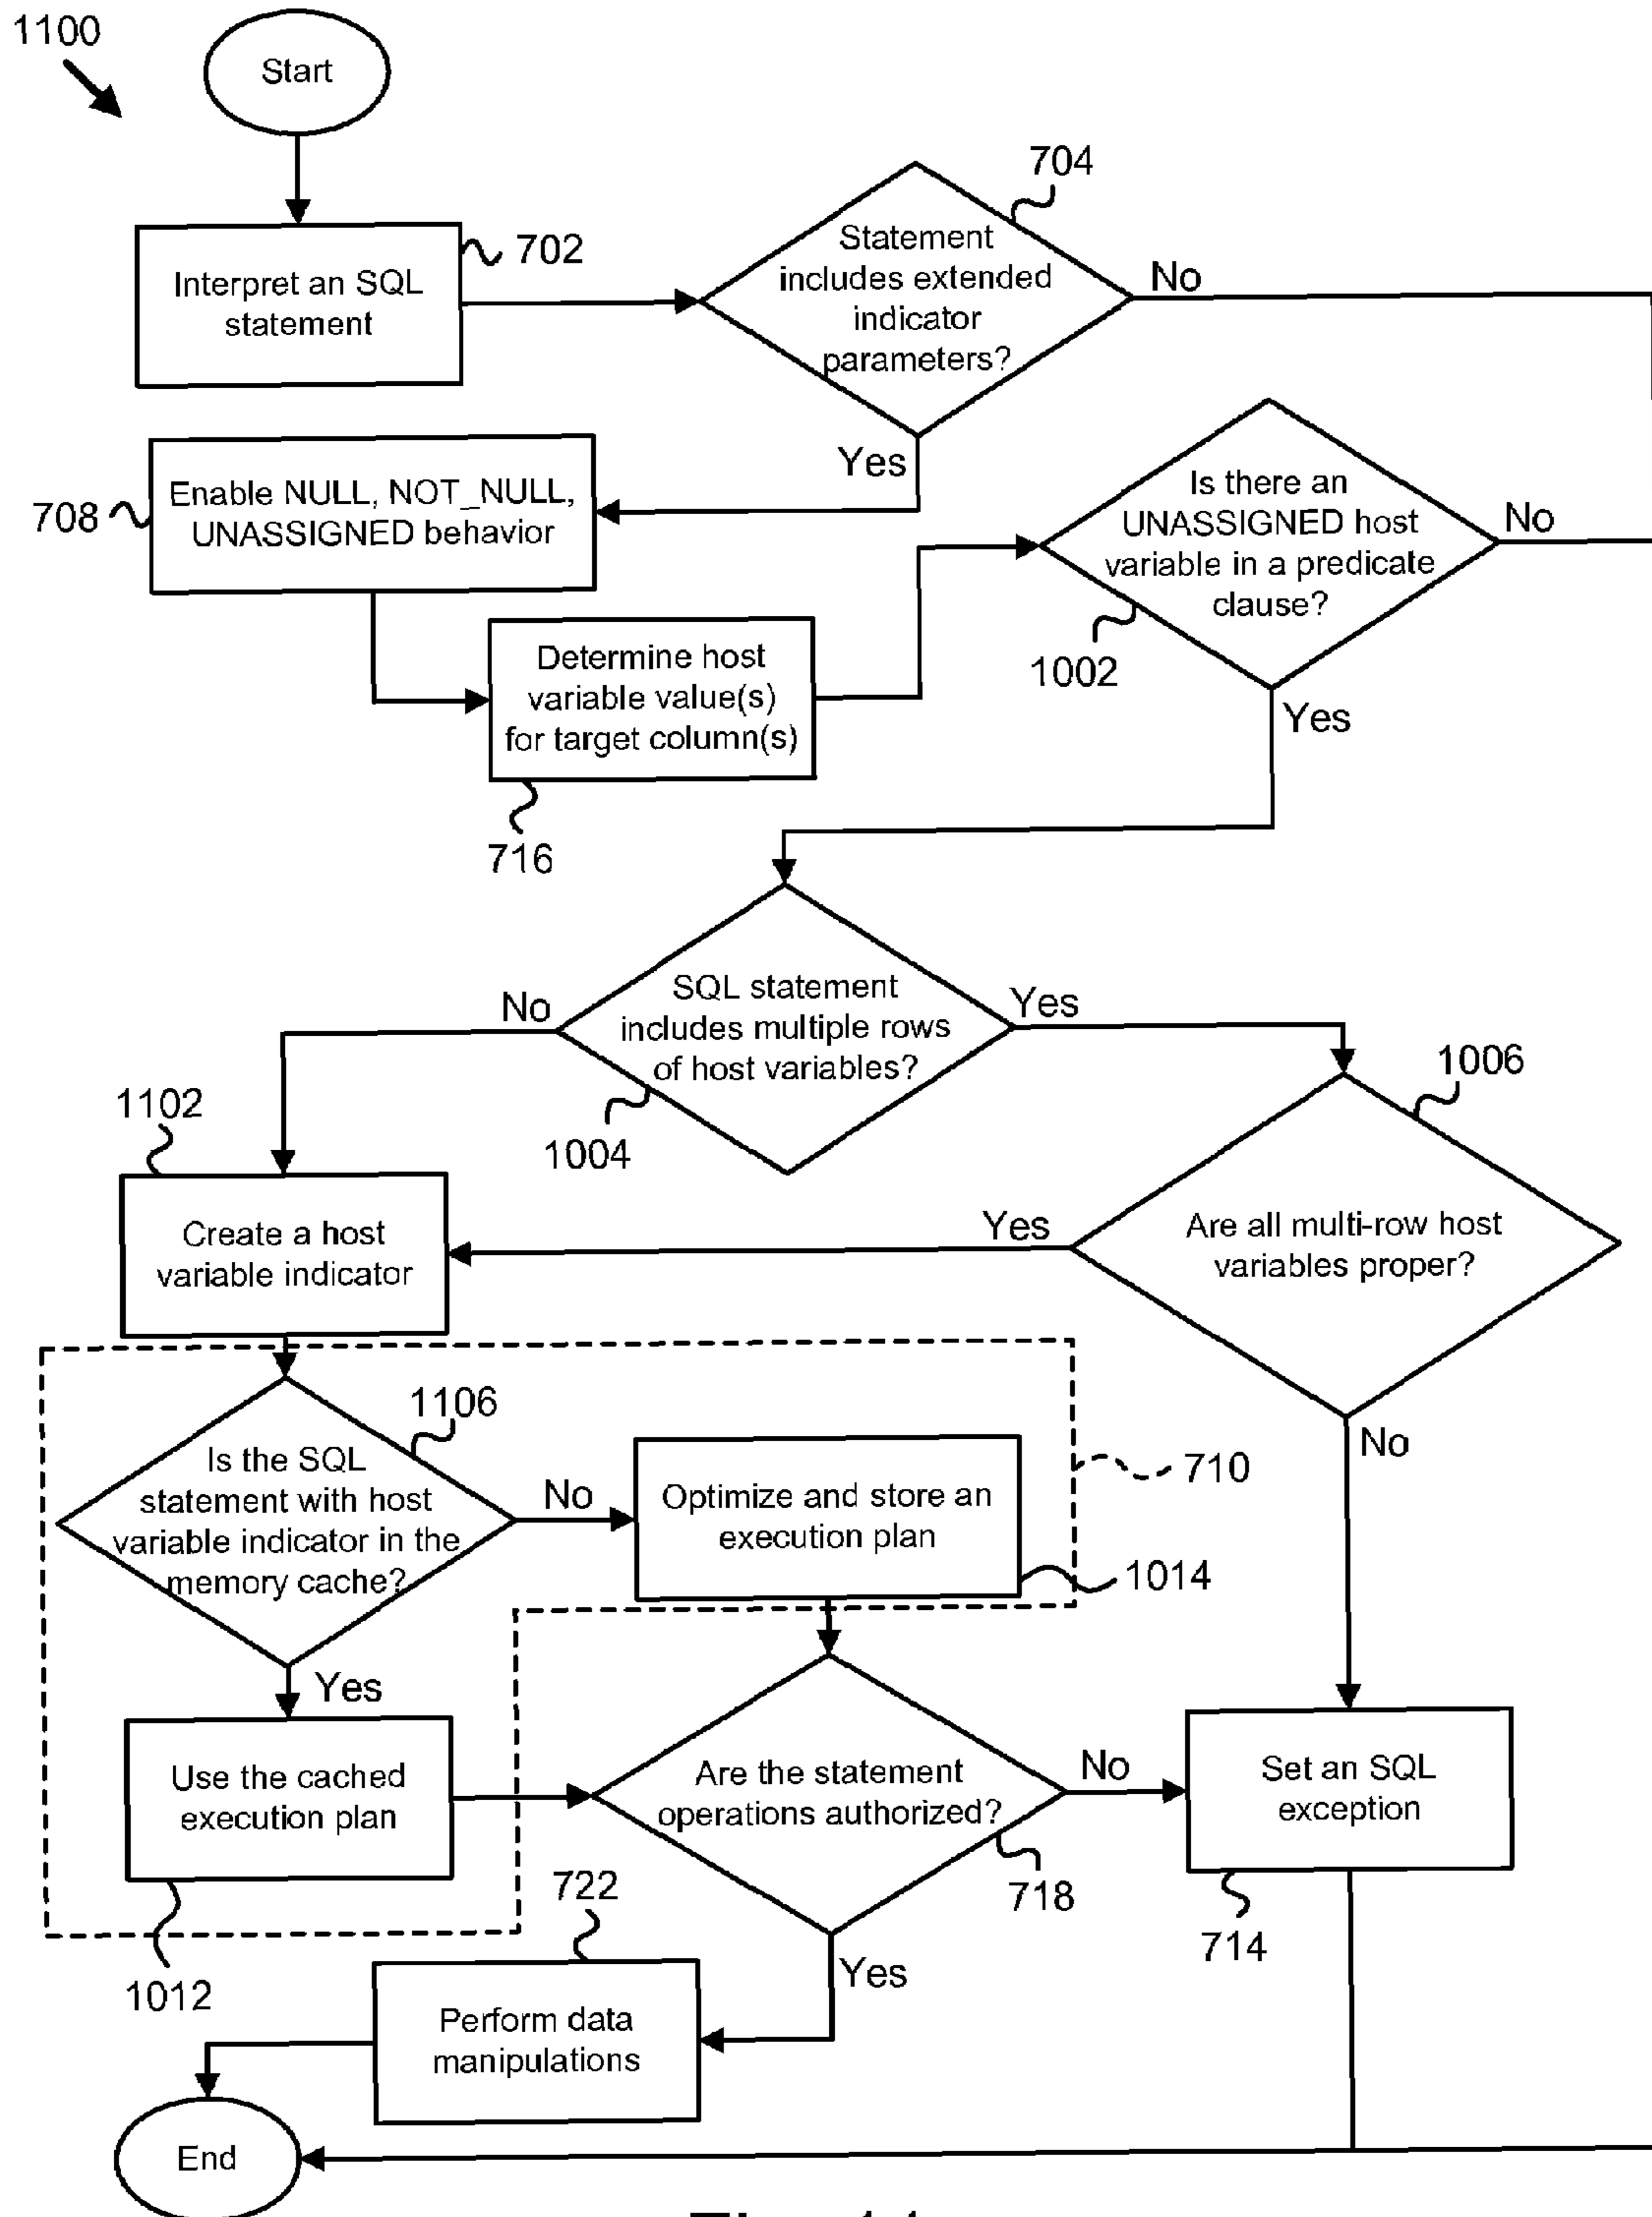 1100
Start
704
Statement
includes extended
indicator
parameters?
No
702
Interpret an SQL
statement
Yes
708
Enable NULL, NOT_NULL,
UNASSIGNED behavior
Is there an
UNASSIGNED host
variable in a predicate
clause?
No
1002
Yes
Determine host
variable value(s)
for target column(s)
716
SQL statement
includes multiple rows
of host variables?
No
Yes
1004
1006
1102
Create a host
variable indicator
Yes
Are all multi-row host
variables proper?
No
1106
Is the SQL
statement with host
variable indicator in the
memory cache?
No
Optimize and store an
execution plan
710
1014
Yes
Use the cached
execution plan
Are the statement
operations authorized?
No
Set an SQL
exception
718
714
722
1012
Yes
Perform data
manipulations
End